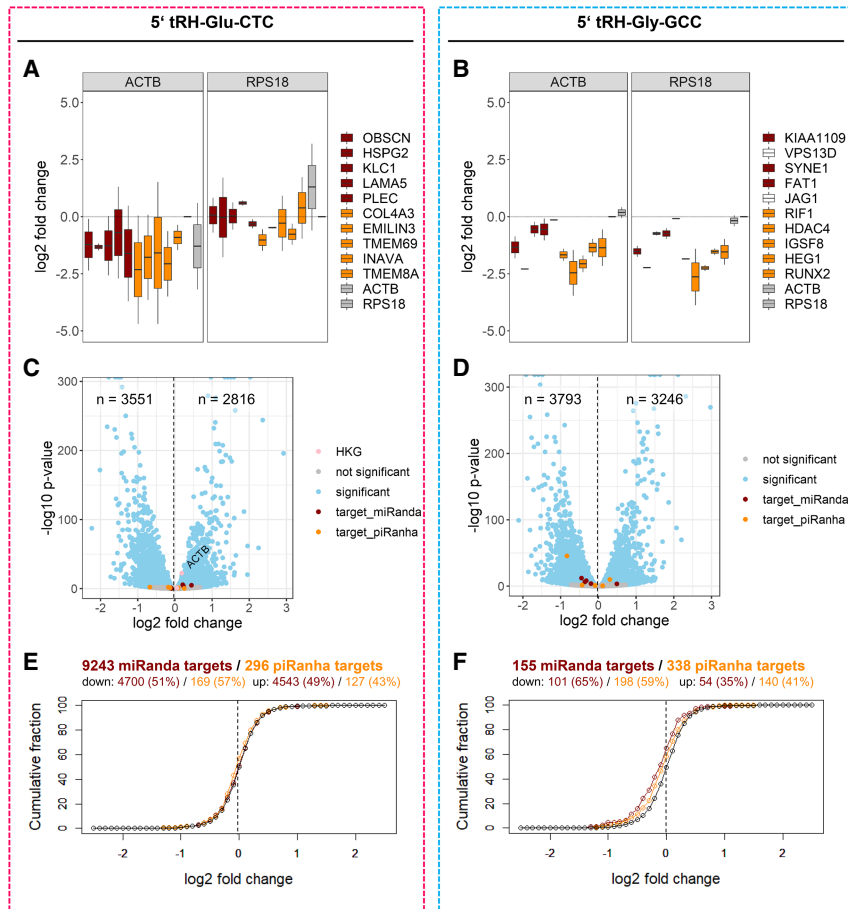 5‘ tRH-Glu-CTC
5‘ tRH-Gly-GCC
A
ACTB
RPS18
5.0
2.5
0.0
-2.5
-5.0
log2 fold change
OBSCN
HSPG2
KLC1
LAMA5
PLEC
COL4A3
EMILIN3
TMEM69
INAVA
TMEM8A
ACTB
RPS18
B
ACTB
RPS18
5.0
2.5
0.0
-2.5
-5.0
log2 fold change
KIAA1109
VPS13D
SYNE1
FAT1
JAG1
RIF1
HDAC4
IGSF8
HEG1
RUNX2
ACTB
RPS18
C
300
200
100
0
-log10 p-value
n = 3551
n = 2816
ACTB
-2 -1 0 1 2 3
log2 fold change
HKG
not significant
significant
target_miRanda
target_piRanha
D
300
200
100
0
-log10 p-value
n = 3793
n = 3246
-2 -1 0 1 2 3
log2 fold change
not significant
significant
target_miRanda
target_piRanha
E
9243 miRanda targets / 296 piRanha targets
down: 4700 (51%) / 169 (57%) up: 4543 (49%) / 127 (43%)
100
80
60
40
20
0
Cumulative fraction
-2 -1 0 1 2
log2 fold change
F
155 miRanda targets / 338 piRanha targets
down: 101 (65%) / 198 (59%) up: 54 (35%) / 140 (41%)
100
80
60
40
20
0
Cumulative fraction
-2 -1 0 1 2
log2 fold change